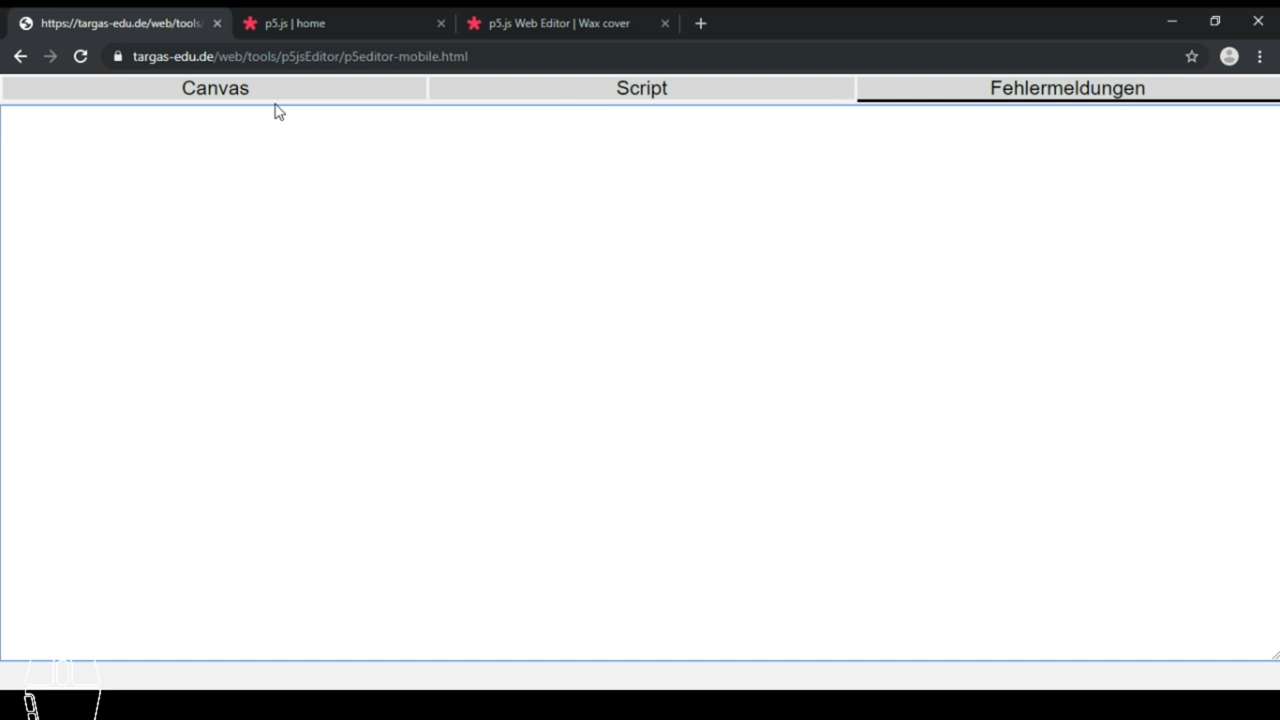 https://targas-edu.de/web/tools
p5.js | home
p5.js Web Editor | Wax cover
targas-edu.de/web/tools/p5jsEditor/p5editor-mobile.html
Canvas
Script
Fehlermeldungen